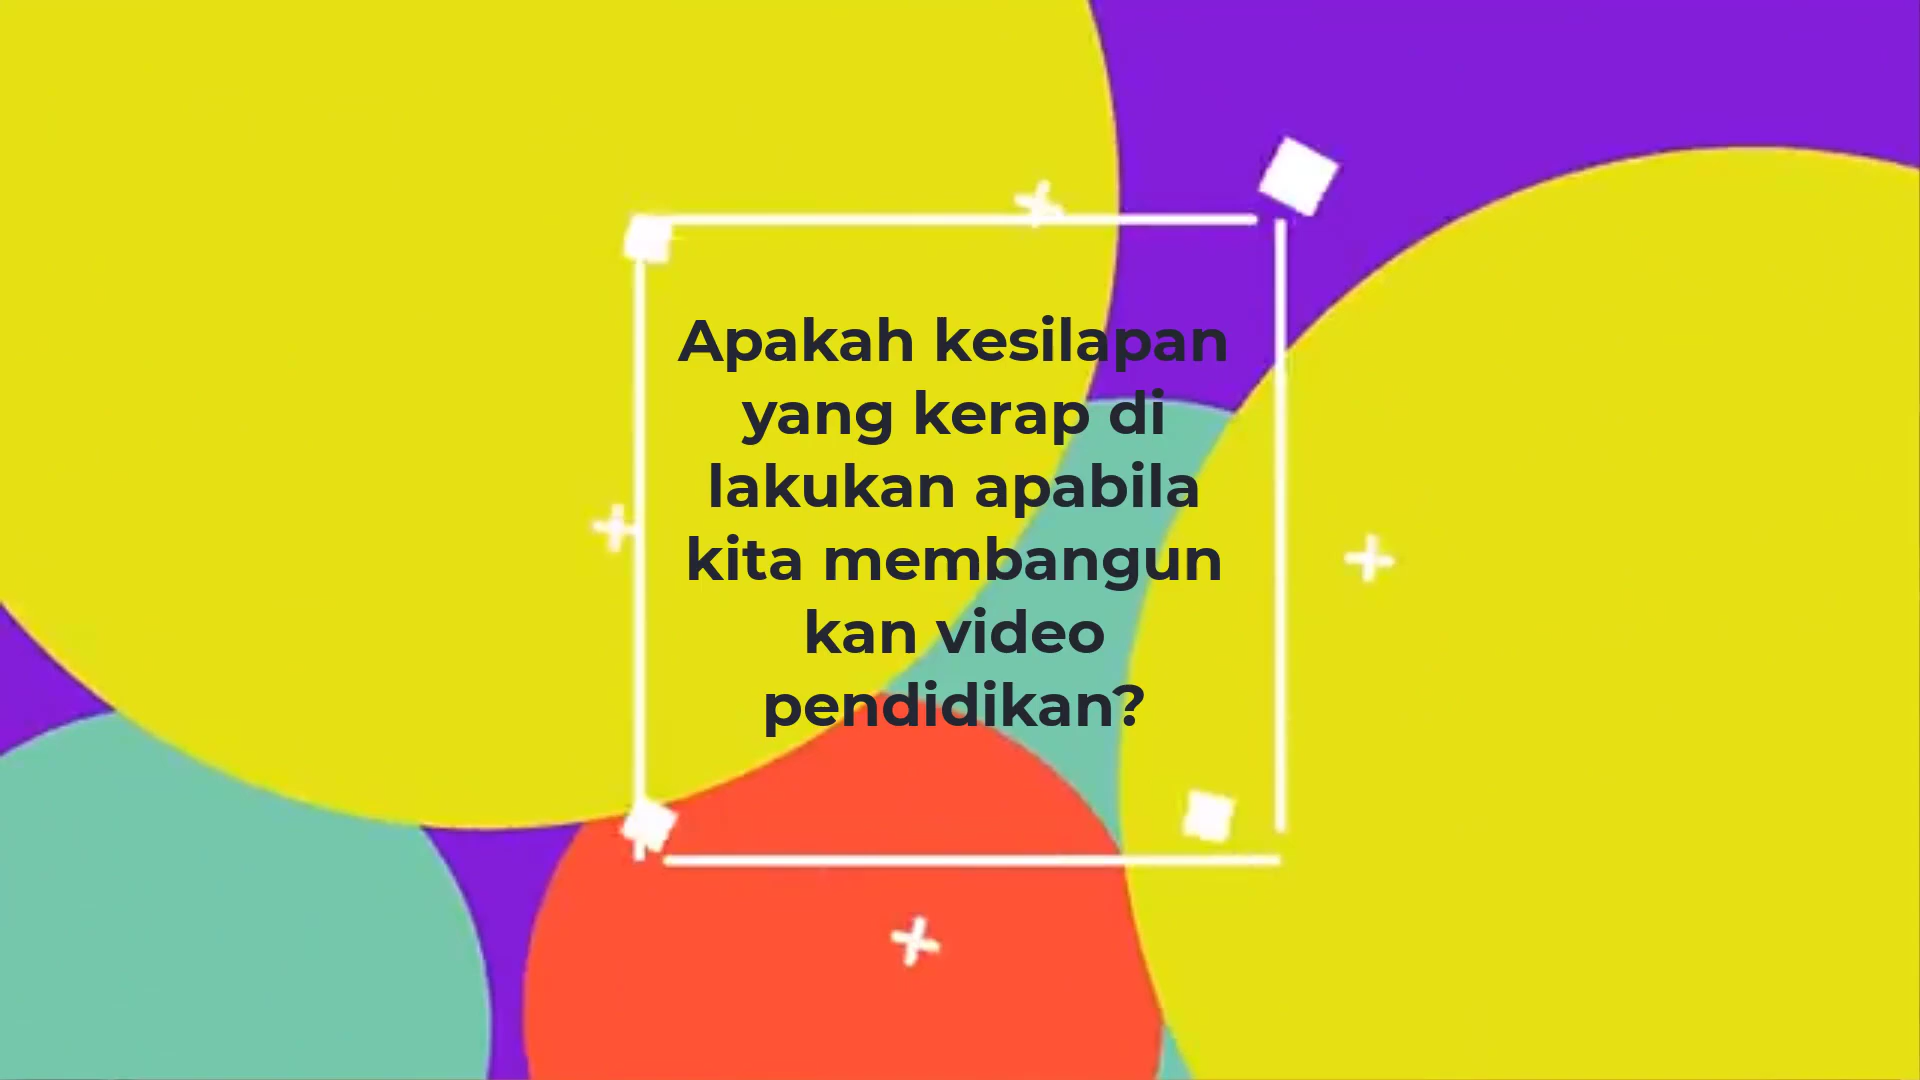 Apakah kesilapan
yang kerap di
lakukan apabila
kita membangun
kan video
pendidikan?